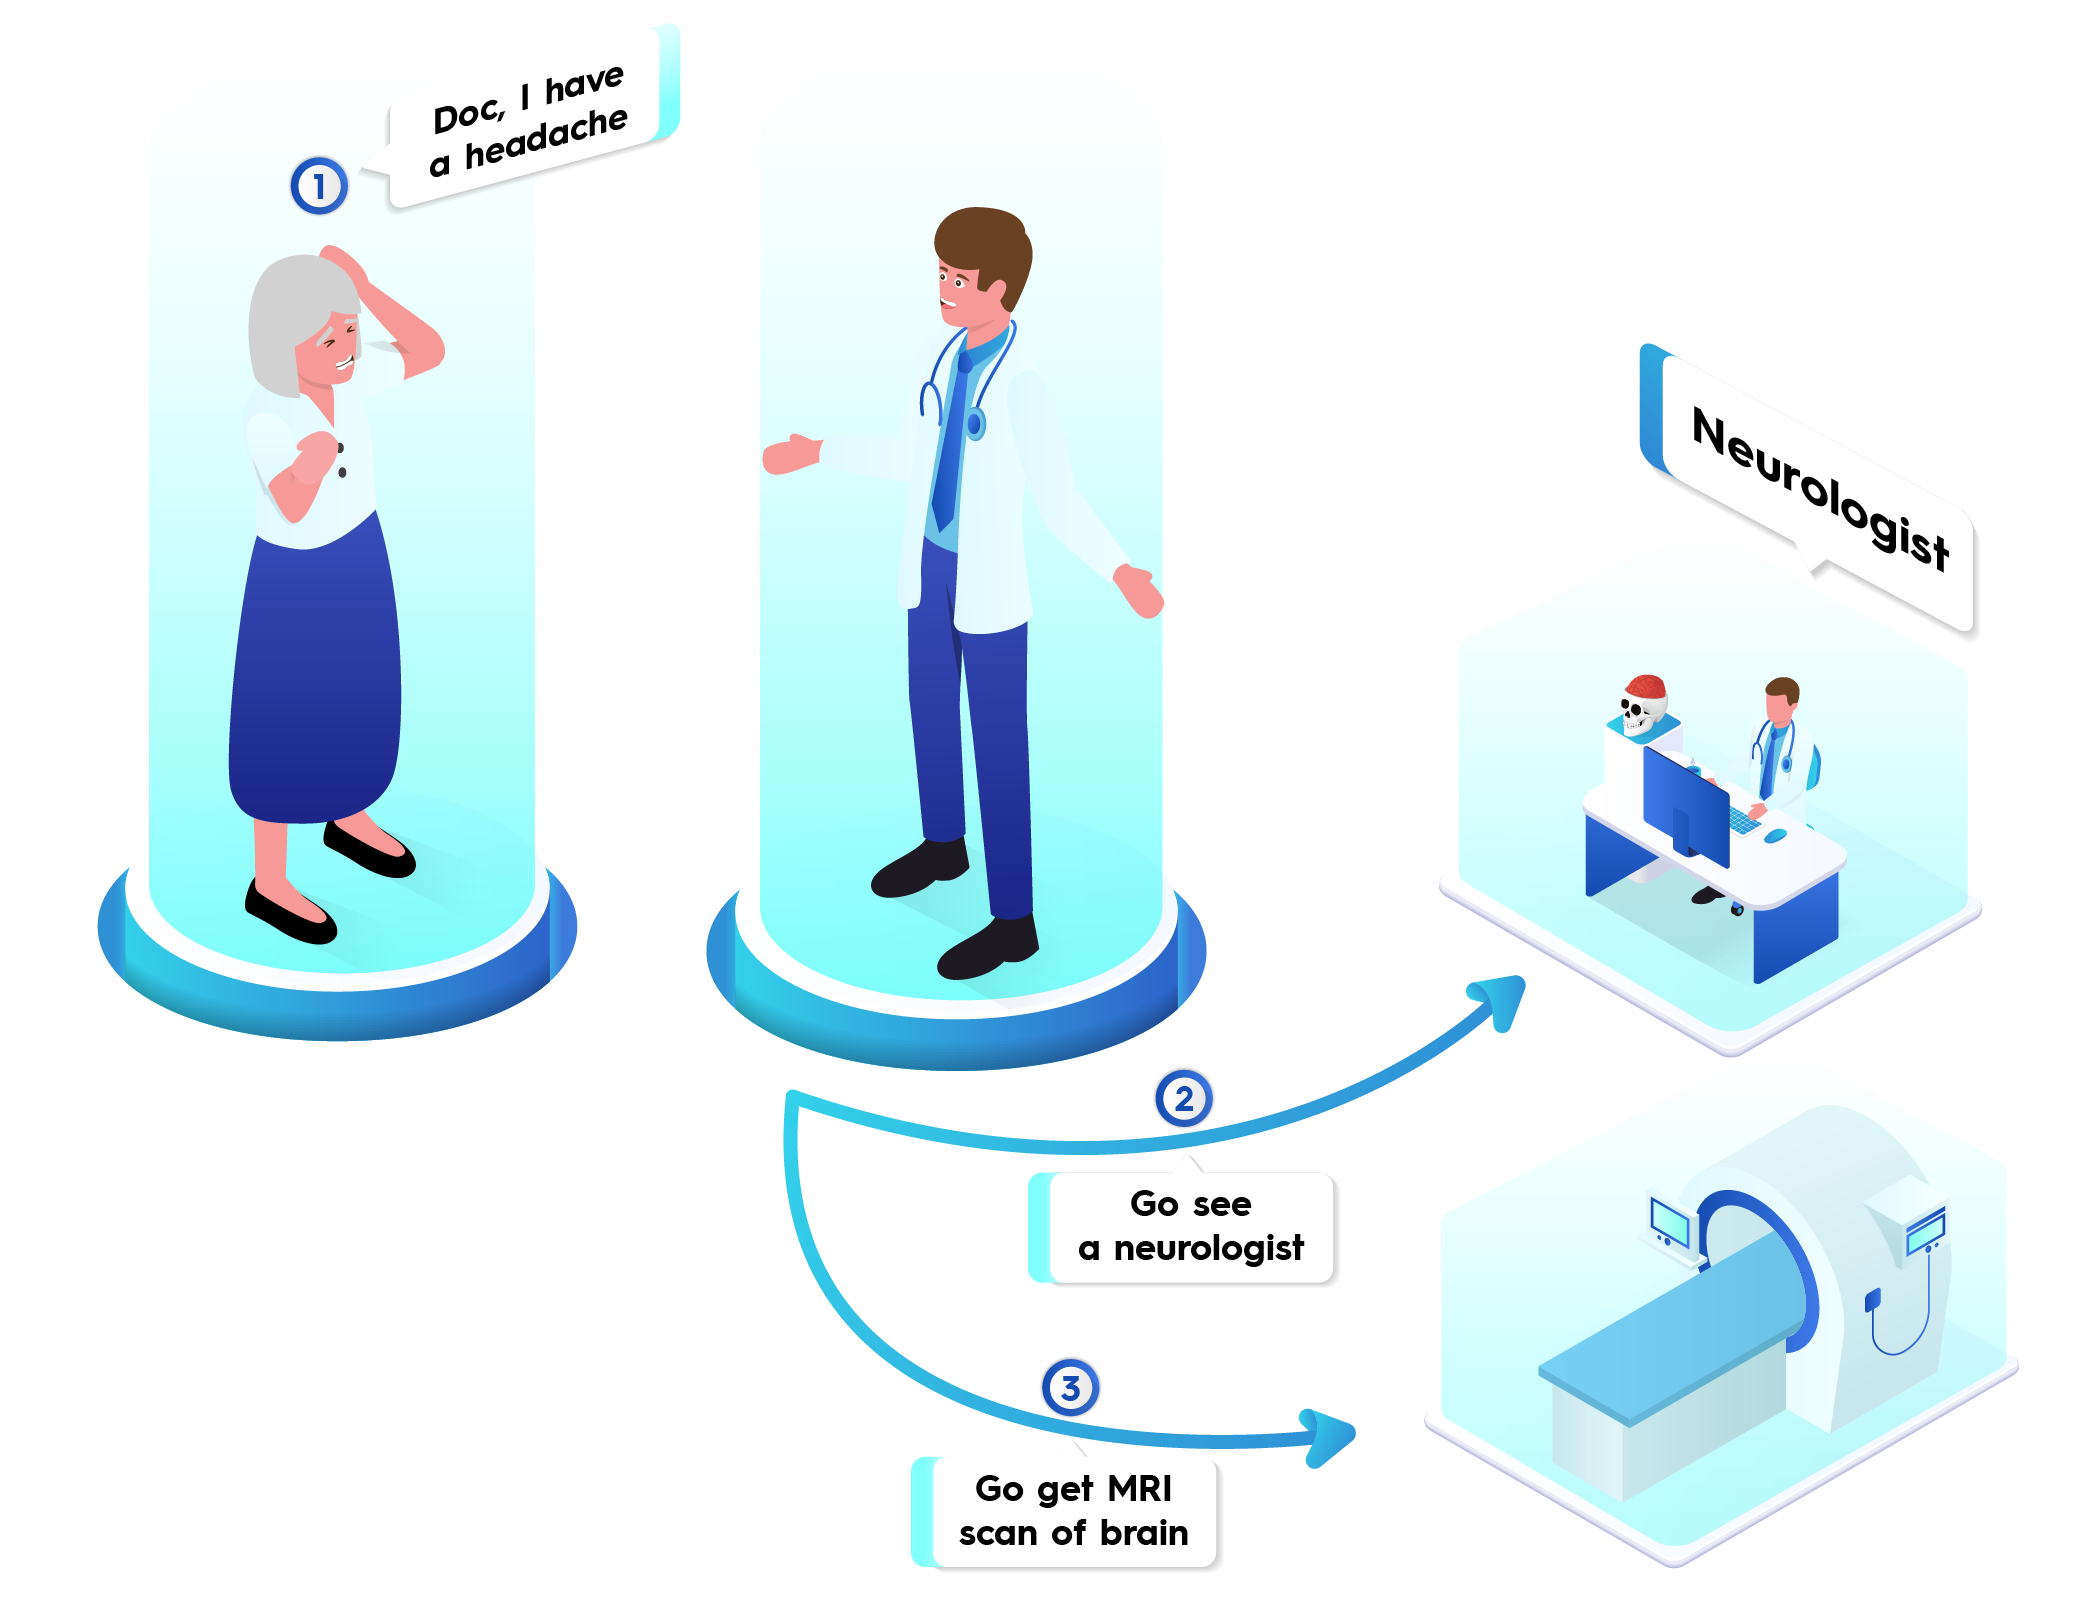 Doc, I have
a headache
1
Neurologist
2
Go see
a neurologist
3
Go get MRI
scan of brain